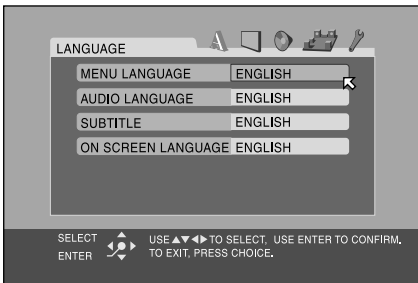 LANGUAGE
MENU LANGUAGE ENGLISH
AUDIO LANGUAGE ENGLISH
SUBTITLE ENGLISH
ON SCREEN LANGUAGE ENGLISH
SELECT USE ▲▼◀▶ TO SELECT, USE ENTER TO CONFIRM.
ENTER TO EXIT, PRESS CHOICE.